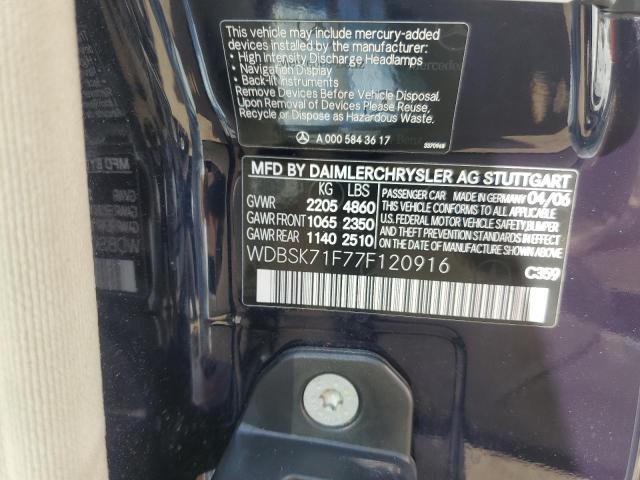 This vehicle may include mercury-added
devices installed by the manufacturer:
• High Intensity Discharge Headlamps
• Navigation Display
• Back-lit Instruments
Remove Devices Before Vehicle Disposal.
Upon Removal of Devices Please Reuse,
Recycle or Dispose as Hazardous Waste.
A 000 584 36 17
MFD BY DAIMLERCHRYSLER AG STUTTGART
KG LBS
GVWR 2205 4860
GAWR FRONT 1065 2350
GAWR REAR 1140 2510
PASSENGER CAR MADE IN GERMANY 04/06
THIS VEHICLE CONFORMS TO ALL APPLICABLE
U.S. FEDERAL MOTOR VEHICLE SAFETY,BUMPER
AND THEFT PREVENTION STANDARDS IN EFFECT
ON THE DATE OF MANUFACTURE SHOWN ABOVE.
WDBSK71F77F120916
C359